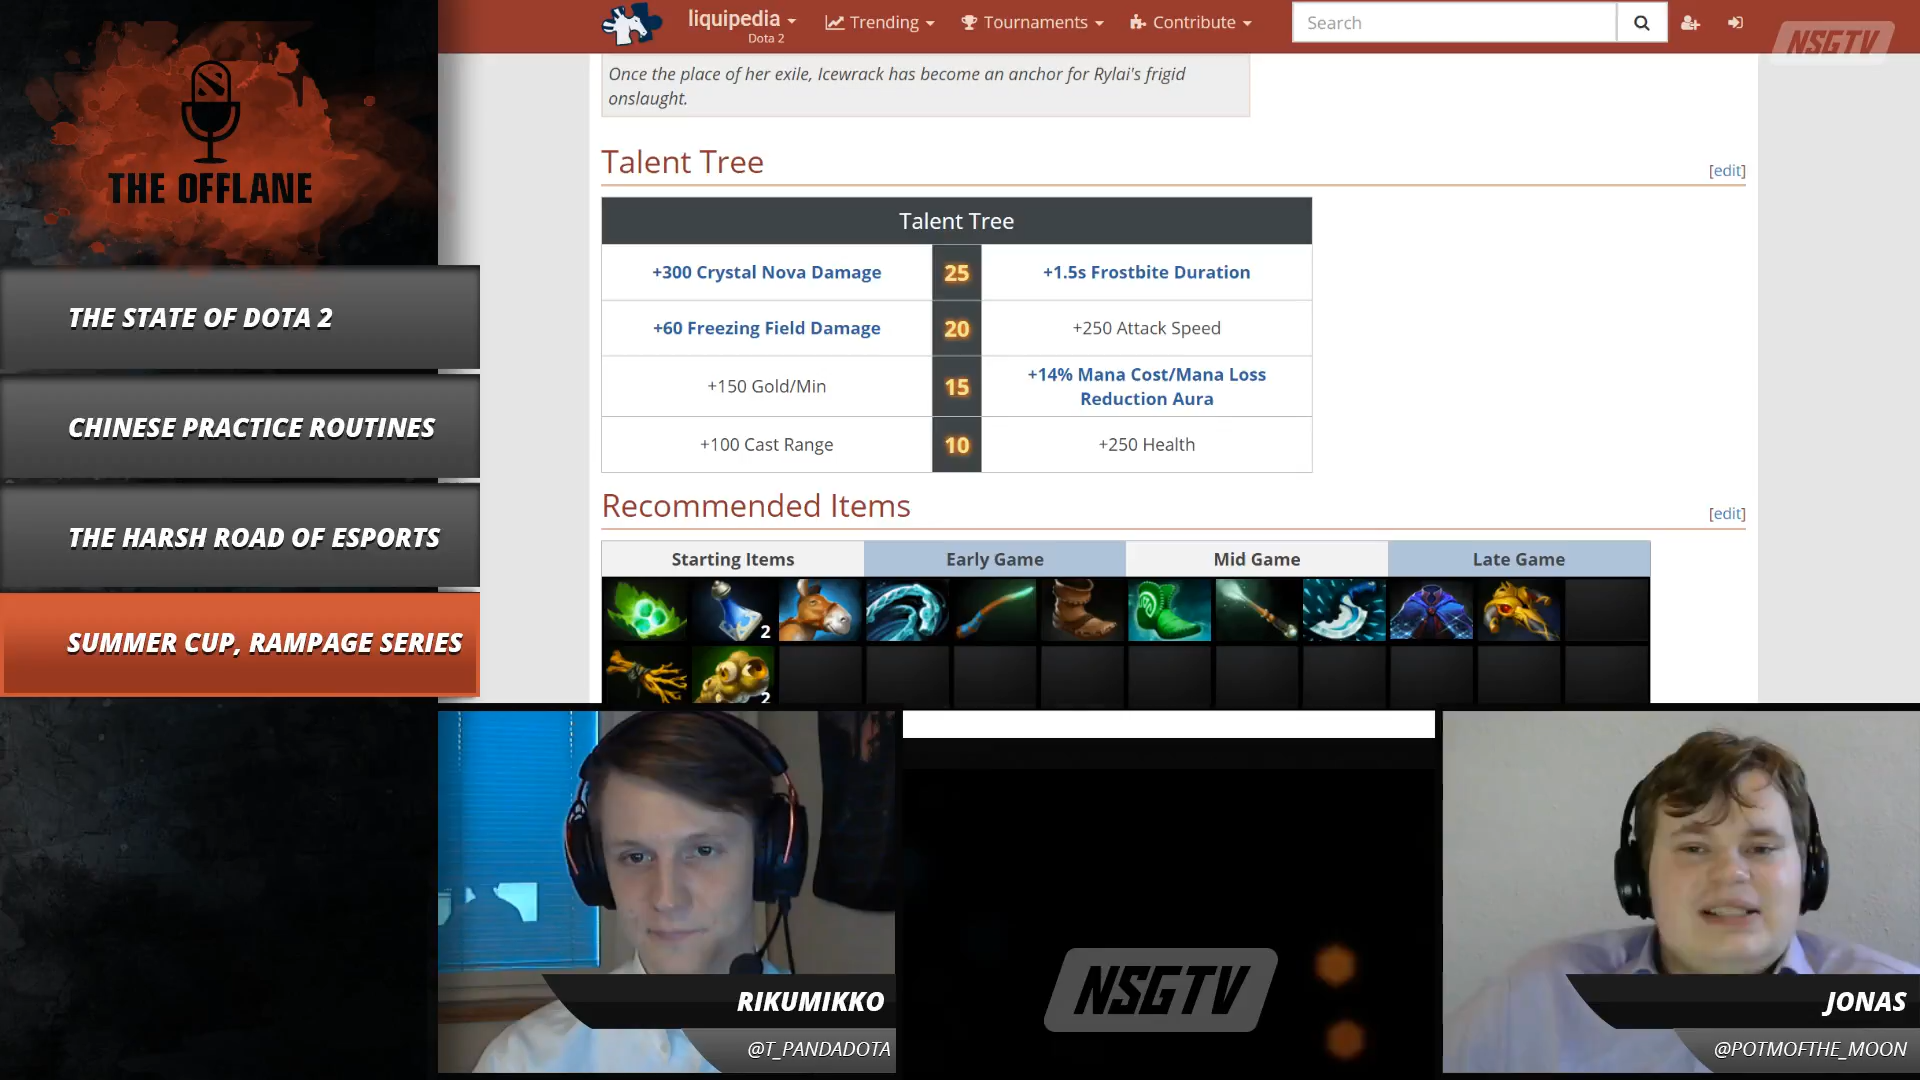 THE OFFLANE
THE STATE OF DOTA 2
CHINESE PRACTICE ROUTINES
THE HARSH ROAD OF ESPORTS
SUMMER CUP, RAMPAGE SERIES
liquipedia
Dota 2
Trending
Tournaments
Contribute
Search
NSGTV
Once the place of her exile, Icewrack has become an anchor for Rylai's frigid
onslaught.
Talent Tree
[edit]
Talent Tree
+300 Crystal Nova Damage 25 +1.5s Frostbite Duration
+60 Freezing Field Damage 20 +250 Attack Speed
+150 Gold/Min 15 +14% Mana Cost/Mana Loss
Reduction Aura
+100 Cast Range 10 +250 Health
Recommended Items
[edit]
Starting Items Early Game Mid Game Late Game
2
2
RIKUMIKKO
@T_PANDADOTA
NSGTV
JONAS
@POTMOFTHE_MOON